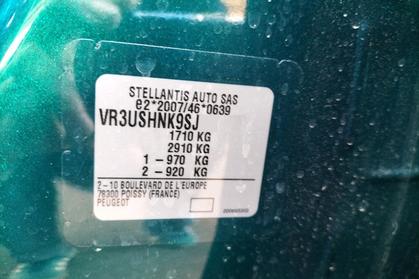 STELLANTIS AUTO SAS
e2*2007/46*0639
VR3USHNK9SJ
1710 KG
2910 KG
1 - 970 KG
2 - 920 KG
2-10 BOULEVARD DE L'EUROPE
78300 POISSY (FRANCE)
PEUGEOT